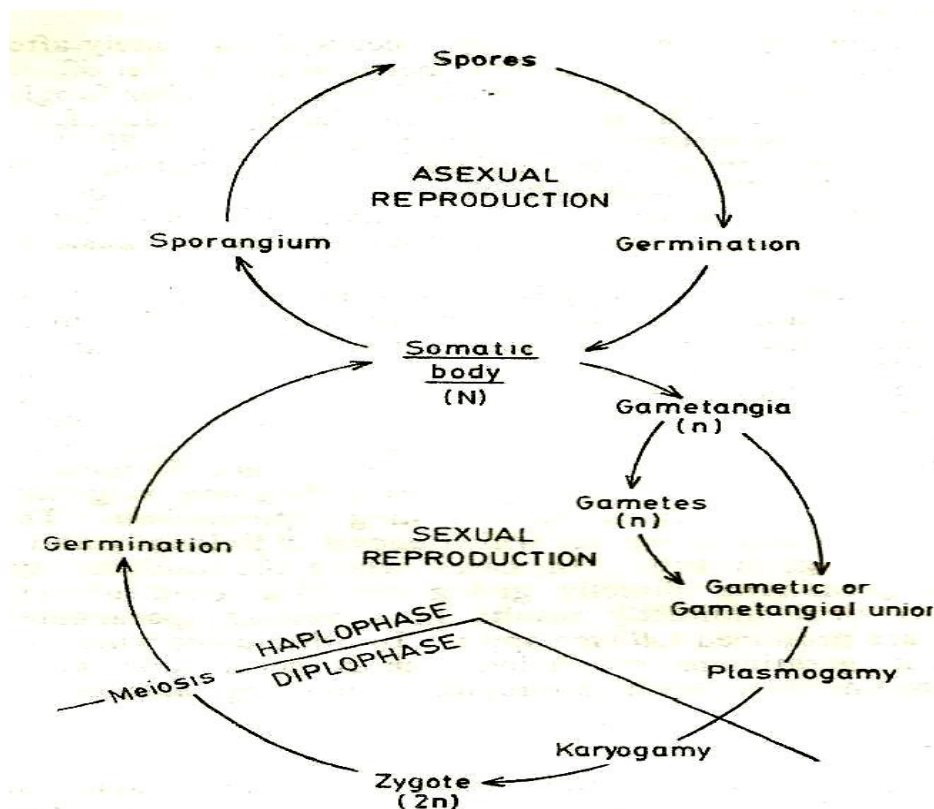 Spores
ASEXUAL
REPRODUCTION
Sporangium
Germination
Somatic
body
(N)
Gametangia
(n)
Gametes
(n)
SEXUAL
REPRODUCTION
Germination
Gametic or
Gametangial union
HAPLOPHASE
DIPLOPHASE
Meiosis
Plasmogamy
Karyogamy
Zygote
(2n)